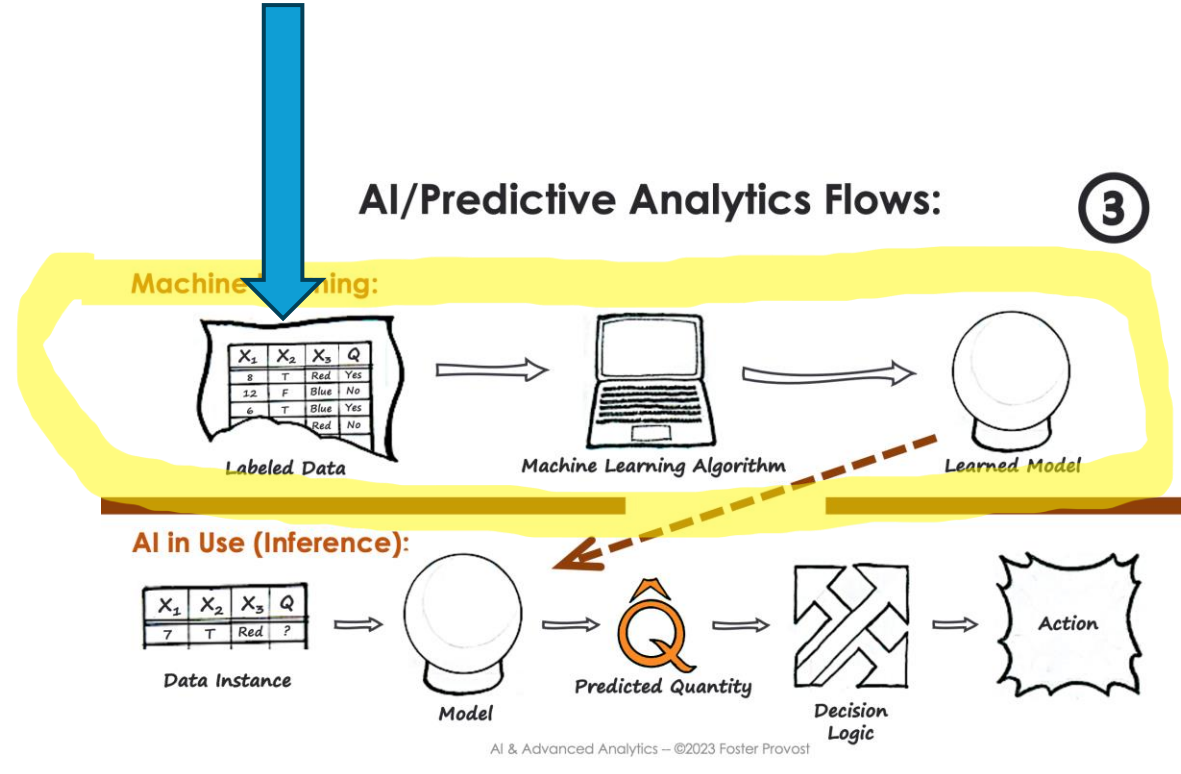 AI/Predictive Analytics Flows:
3
Machine ning:
X1 X2 X3 Q
8 T Red Yes
12 F Blue No
6 T Blue Yes
Red No
Labeled Data
Machine Learning Algorithm
Learned Model
AI in Use (Inference):
X1 X2 X3 Q
7 T Red ?
Data Instance
Model
Q̂
Predicted Quantity
Decision
Logic
Action
AI & Advanced Analytics – ©2023 Foster Provost